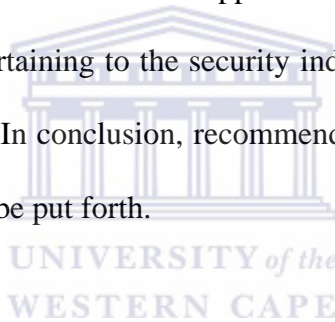 rtaining to the security ind
In conclusion, recommend
be put forth.
UNIVERSITY of the
WESTERN CAPE